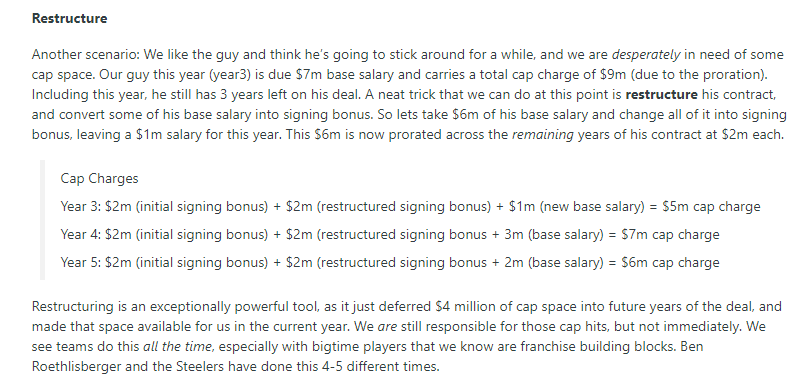 Restructure
Another scenario: We like the guy and think he's going to stick around for a while, and we are desperately in need of some
cap space. Our guy this year (year3) is due $7m base salary and carries a total cap charge of $9m (due to the proration).
Including this year, he still has 3 years left on his deal. A neat trick that we can do at this point is restructure his contract,
and convert some of his base salary into signing bonus. So lets take $6m of his base salary and change all of it into signing
bonus, leaving a $1m salary for this year. This $6m is now prorated across the remaining years of his contract at $2m each.
Cap Charges
Year 3: $2m (initial signing bonus) + $2m (restructured signing bonus) + $1m (new base salary) = $5m cap charge
Year 4: $2m (initial signing bonus) + $2m (restructured signing bonus + 3m (base salary) = $7m cap charge
Year 5: $2m (initial signing bonus) + $2m (restructured signing bonus + 2m (base salary) = $6m cap charge
Restructuring is an exceptionally powerful tool, as it just deferred $4 million of cap space into future years of the deal, and
made that space available for us in the current year. We are still responsible for those cap hits, but not immediately. We
see teams do this all the time, especially with bigtime players that we know are franchise building blocks. Ben
Roethlisberger and the Steelers have done this 4-5 different times.